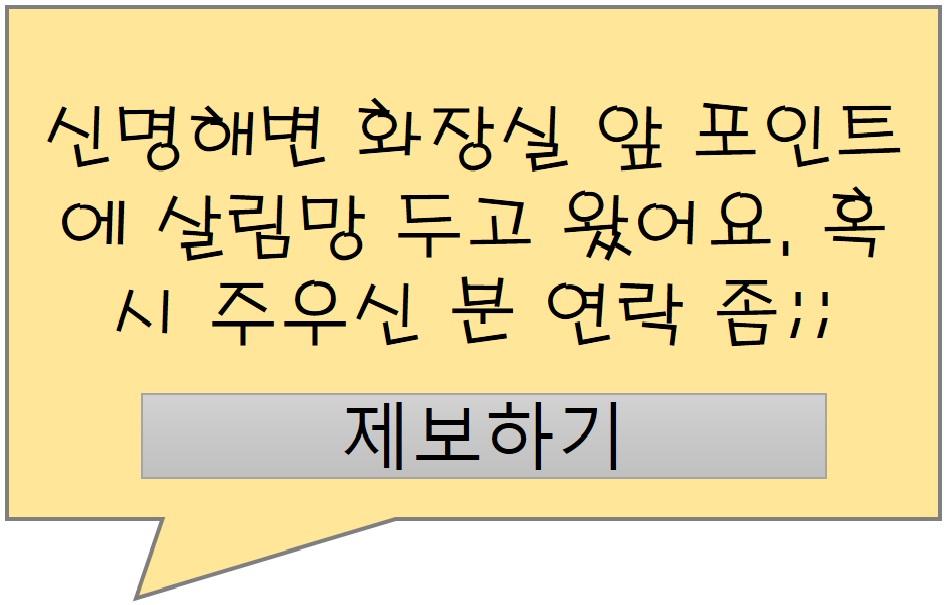 신명해변 화장실 앞 포인트
에 살림망 두고 왔어요. 혹
시 주우신 분 연락 좀;;
제보하기